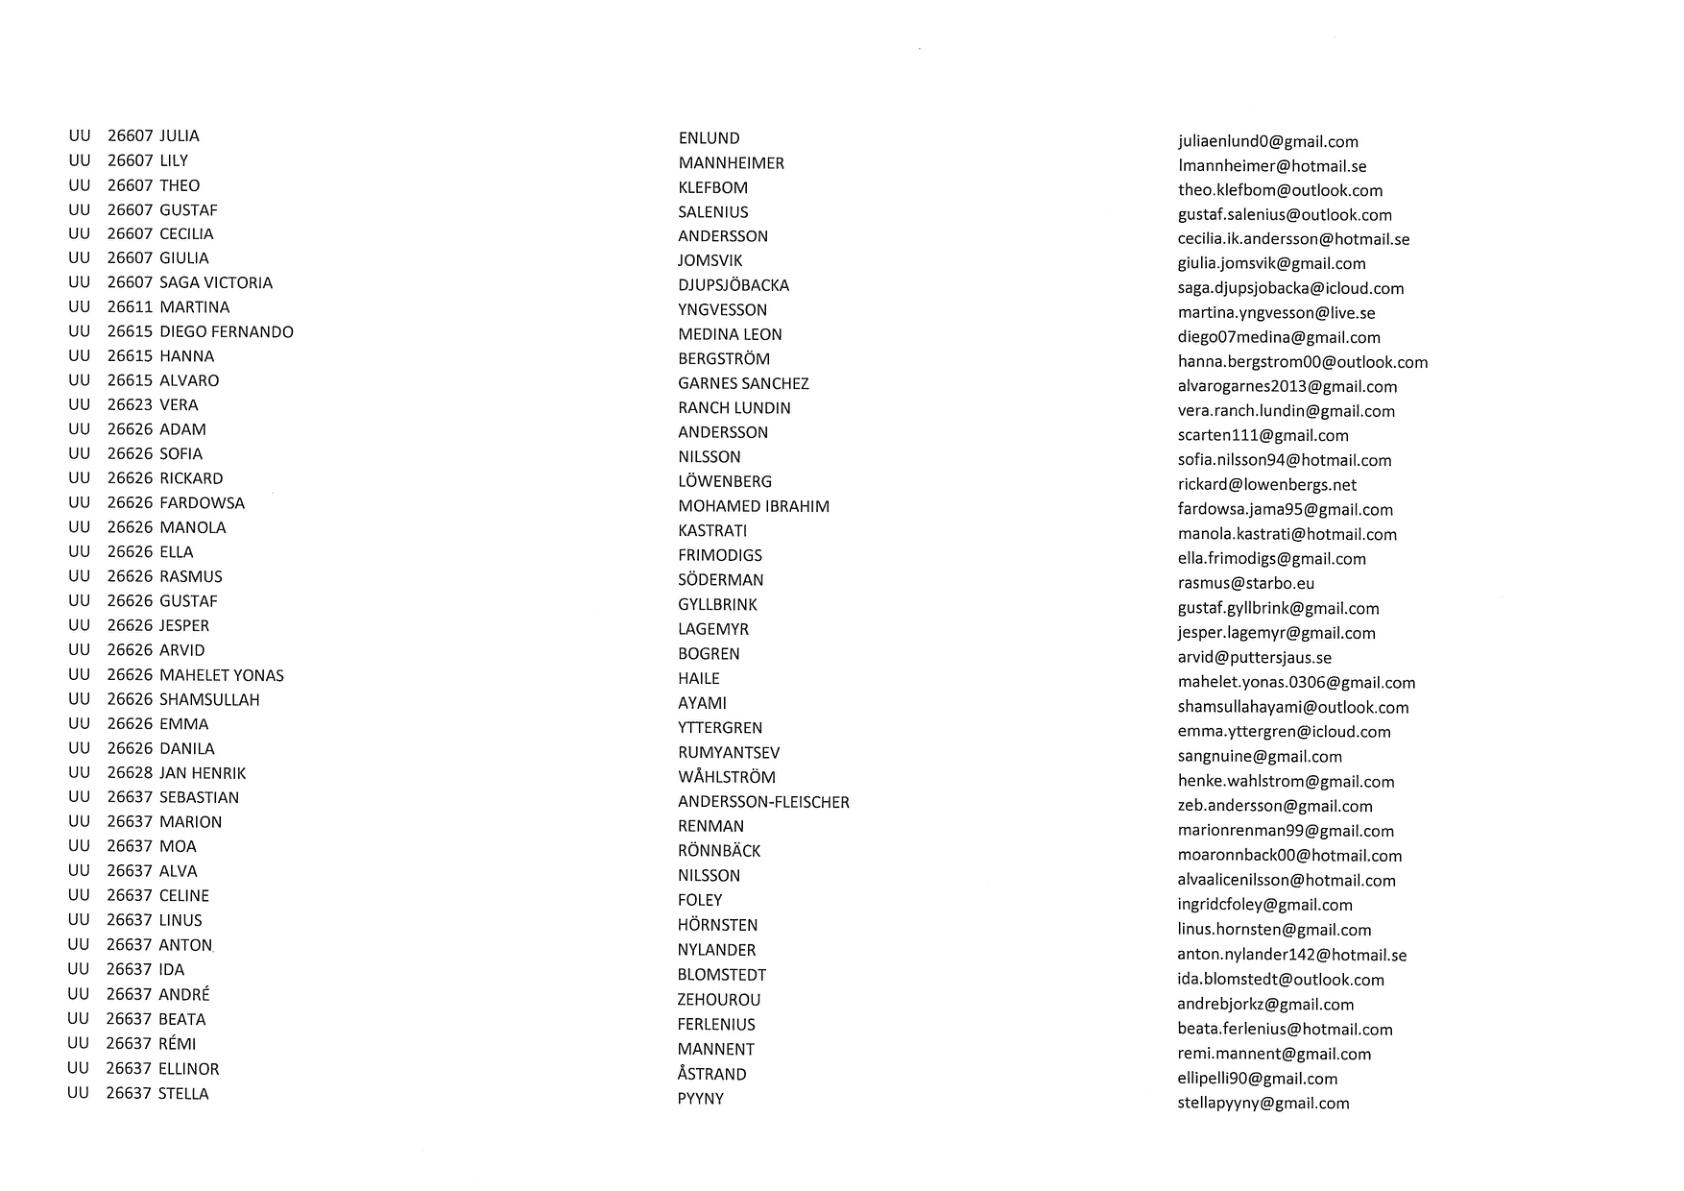 UU 26607 JULIA ENLUND juliaenlund0@gmail.com
UU 26607 LILY MANNHEIMER lmannheimer@hotmail.se
UU 26607 THEO KLEFBOM theo.klefbom@outlook.com
UU 26607 GUSTAF SALENIUS gustaf.salenius@outlook.com
UU 26607 CECILIA ANDERSSON cecilia.ik.andersson@hotmail.se
UU 26607 GIULIA JOMSVIK giulia.jomsvik@gmail.com
UU 26607 SAGA VICTORIA DJUPSJÖBACKA saga.djupsjobacka@icloud.com
UU 26611 MARTINA YNGVESSON martina.yngvesson@live.se
UU 26615 DIEGO FERNANDO MEDINA LEON diego07medina@gmail.com
UU 26615 HANNA BERGSTRÖM hanna.bergstrom00@outlook.com
UU 26615 ALVARO GARNES SANCHEZ alvarogarnes2013@gmail.com
UU 26623 VERA RANCH LUNDIN vera.ranch.lundin@gmail.com
UU 26626 ADAM ANDERSSON scarten111@gmail.com
UU 26626 SOFIA NILSSON sofia.nilsson94@hotmail.com
UU 26626 RICKARD LÖWENBERG rickard@lowenbergs.net
UU 26626 FARDOWSA MOHAMED IBRAHIM fardowsa.jama95@gmail.com
UU 26626 MANOLA KASTRATI manola.kastrati@hotmail.com
UU 26626 ELLA FRIMODIGS ella.frimodigs@gmail.com
UU 26626 RASMUS SÖDERMAN rasmus@starbo.eu
UU 26626 GUSTAF GYLLBRINK gustaf.gyllbrink@gmail.com
UU 26626 JESPER LAGEMYR jesper.lagemyr@gmail.com
UU 26626 ARVID BOGREN arvid@puttersjaus.se
UU 26626 MAHELET YONAS HAILE mahelet.yonas.0306@gmail.com
UU 26626 SHAMSULLAH AYAMI shamsullahayami@outlook.com
UU 26626 EMMA YTTERGREN emma.yttergren@icloud.com
UU 26626 DANILA RUMYANTSEV sangnuine@gmail.com
UU 26628 JAN HENRIK WÅHLSTRÖM henke.wahlstrom@gmail.com
UU 26637 SEBASTIAN ANDERSSON-FLEISCHER zeb.andersson@gmail.com
UU 26637 MARION RENMAN marionrenman99@gmail.com
UU 26637 MOA RÖNNBÄCK moaronnback00@hotmail.com
UU 26637 ALVA NILSSON alvaalicenilsson@hotmail.com
UU 26637 CELINE FOLEY ingridcfoley@gmail.com
UU 26637 LINUS HÖRNSTEN linus.hornsten@gmail.com
UU 26637 ANTON NYLANDER anton.nylander142@hotmail.se
UU 26637 IDA BLOMSTEDT ida.blomstedt@outlook.com
UU 26637 ANDRÉ ZEHOUROU andrebjorkz@gmail.com
UU 26637 BEATA FERLENIUS beata.ferlenius@hotmail.com
UU 26637 RÉMI MANNENT remi.mannent@gmail.com
UU 26637 ELLINOR ÅSTRAND ellipelli90@gmail.com
UU 26637 STELLA PYYNY stellapyyny@gmail.com